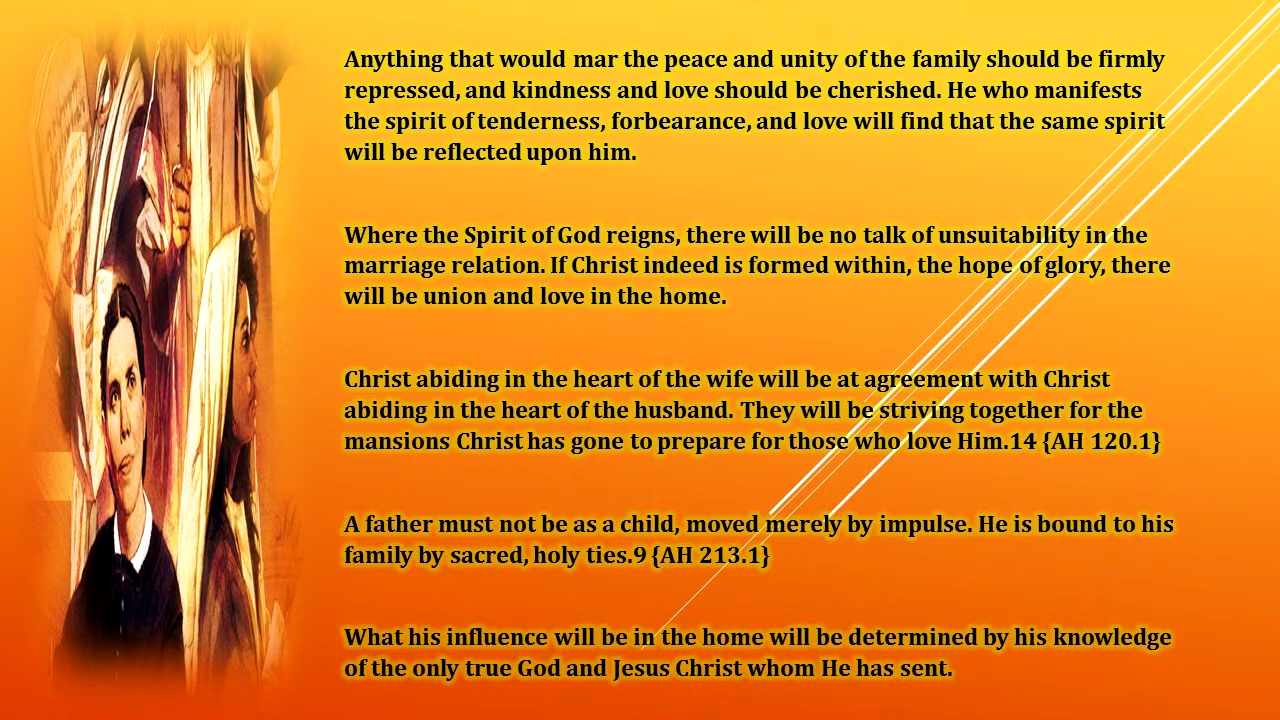 Anything that would mar the peace and unity of the family should be firmly
repressed, and kindness and love should be cherished. He who manifests
the spirit of tenderness, forbearance, and love will find that the same spirit
will be reflected upon him.
Where the Spirit of God reigns, there will be no talk of unsuitability in the
marriage relation. If Christ indeed is formed within, the hope of glory, there
will be union and love in the home.
Christ abiding in the heart of the wife will be at agreement with Christ
abiding in the heart of the husband. They will be striving together for the
mansions Christ has gone to prepare for those who love Him.14 {AH 120.1}
A father must not be as a child, moved merely by impulse. He is bound to his
family by sacred, holy ties.9 {AH 213.1}
What his influence will be in the home will be determined by his knowledge
of the only true God and Jesus Christ whom He has sent.